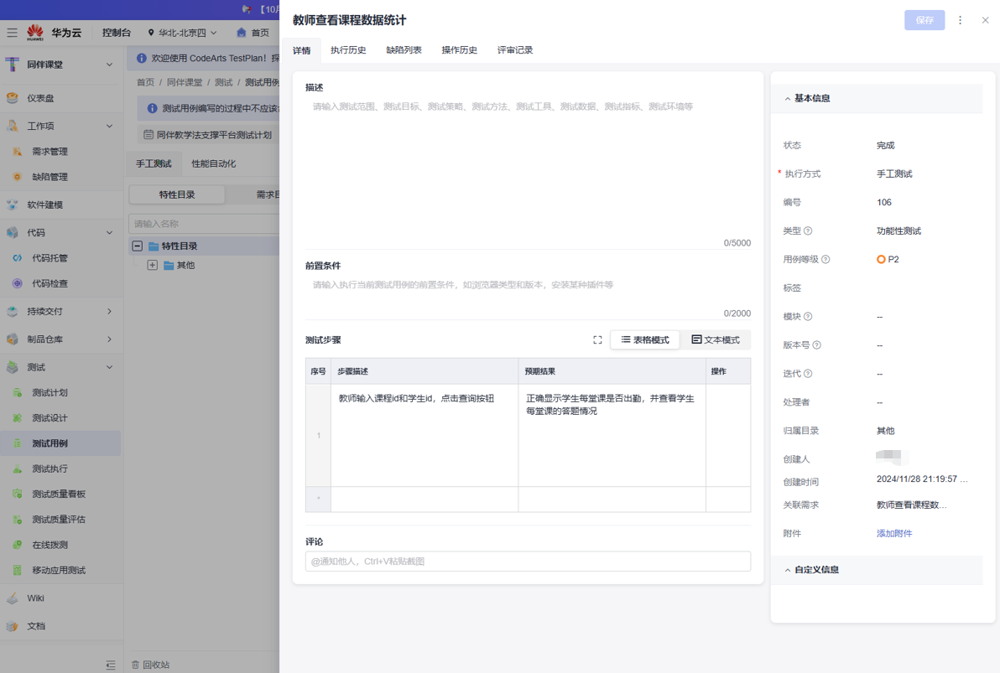 【10月
HUAWEI
华为云
控制台
华北-北京四
首页
同伴课堂
仪表盘
工作项
需求管理
缺陷管理
软件建模
代码
代码托管
代码检查
持续交付
制品仓库
测试
测试计划
测试设计
测试用例
测试执行
测试质量看板
测试质量评估
在线拨测
移动应用测试
Wiki
文档
欢迎使用 CodeArts TestPlan！探
首页 / 同伴课堂 / 测试 / 测试用例
测试用例编写的过程中不应该
同伴教学法支撑平台测试计划
手工测试
性能自动化
特性目录
需求目
请输入名称
特性目录
其他
回收站
教师查看课程数据统计
保存
详情
执行历史
缺陷列表
操作历史
评审记录
描述
请输入测试范围、测试目标、测试策略、测试方法、测试工具、测试数据、测试指标、测试环境等
0/5000
前置条件
请输入执行当前测试用例的前置条件，如浏览器类型和版本，安装某种插件等
0/2000
测试步骤
表格模式
文本模式
序号
步骤描述
预期结果
操作
1
教师输入课程id和学生id，点击查询按钮
正确显示学生每堂课是否出勤，并查看学生
每堂课的答题情况
*
评论
@通知他人，Ctrl+V粘贴截图
基本信息
状态
完成
* 执行方式
手工测试
编号
106
类型
功能性测试
用例等级
P2
标签
模块
--
版本号
--
迭代
--
处理者
--
归属目录
其他
创建人
创建时间
2024/11/28 21:19:57 ...
关联需求
教师查看课程数...
附件
添加附件
自定义信息